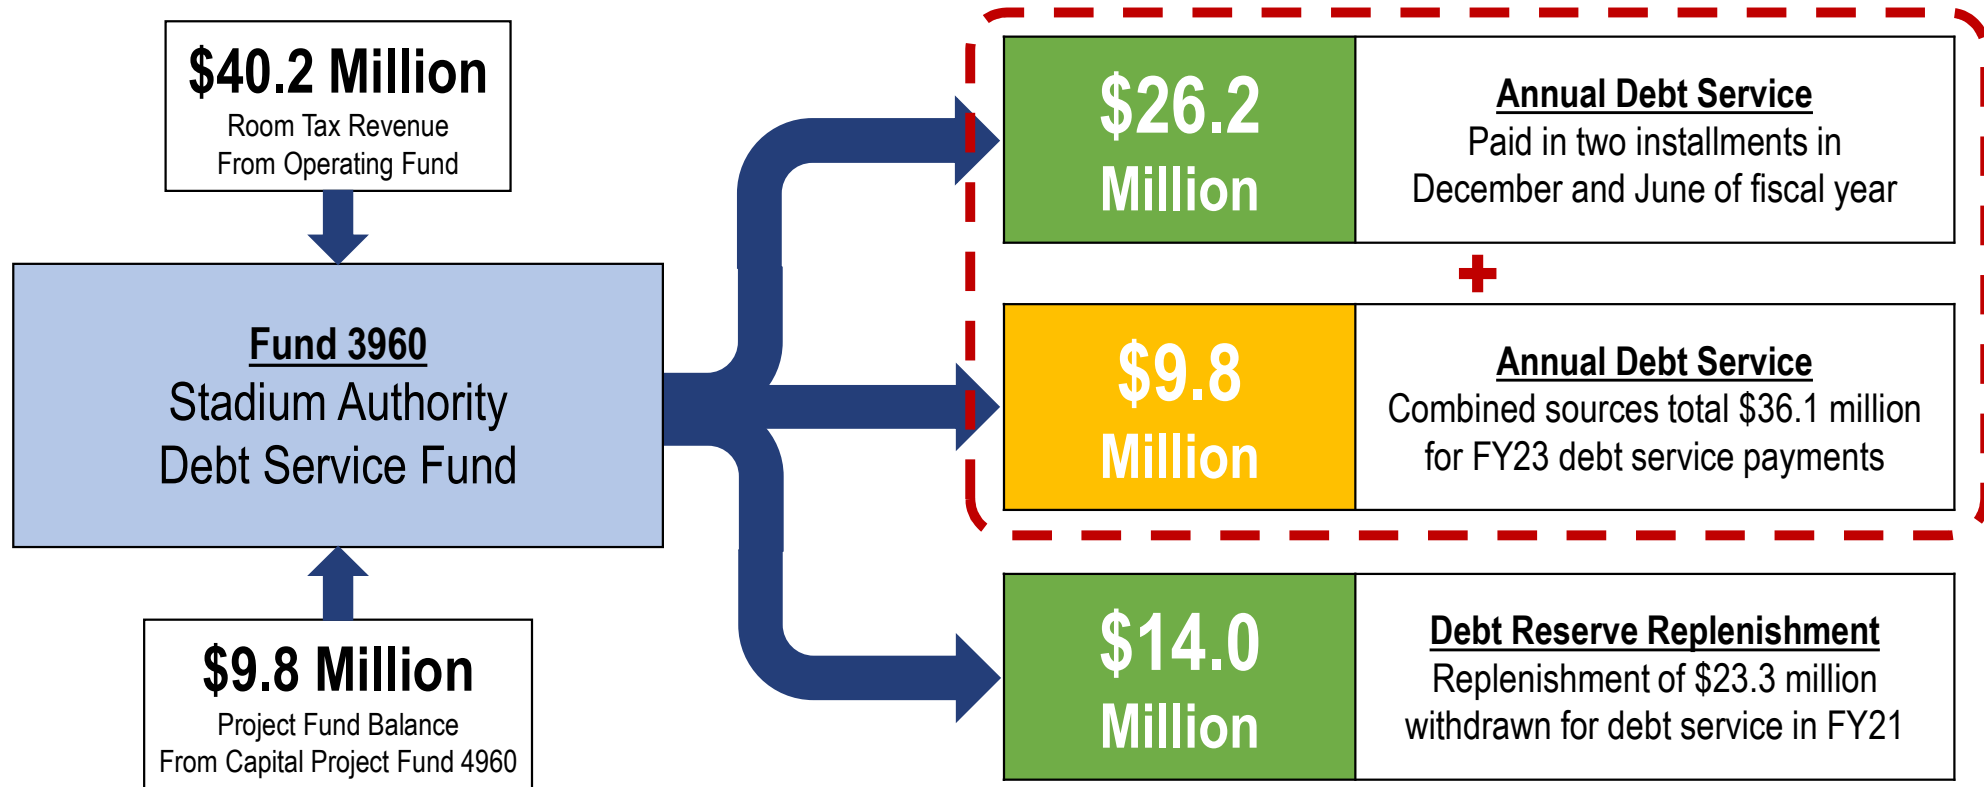 $40.2 Million
Room Tax Revenue
From Operating Fund
Fund 3960
Stadium Authority
Debt Service Fund
$9.8 Million
Project Fund Balance
From Capital Project Fund 4960
$26.2
Million
Annual Debt Service
Paid in two installments in
December and June of fiscal year
+
$9.8
Million
Annual Debt Service
Combined sources total $36.1 million
for FY23 debt service payments
$14.0
Million
Debt Reserve Replenishment
Replenishment of $23.3 million
withdrawn for debt service in FY21